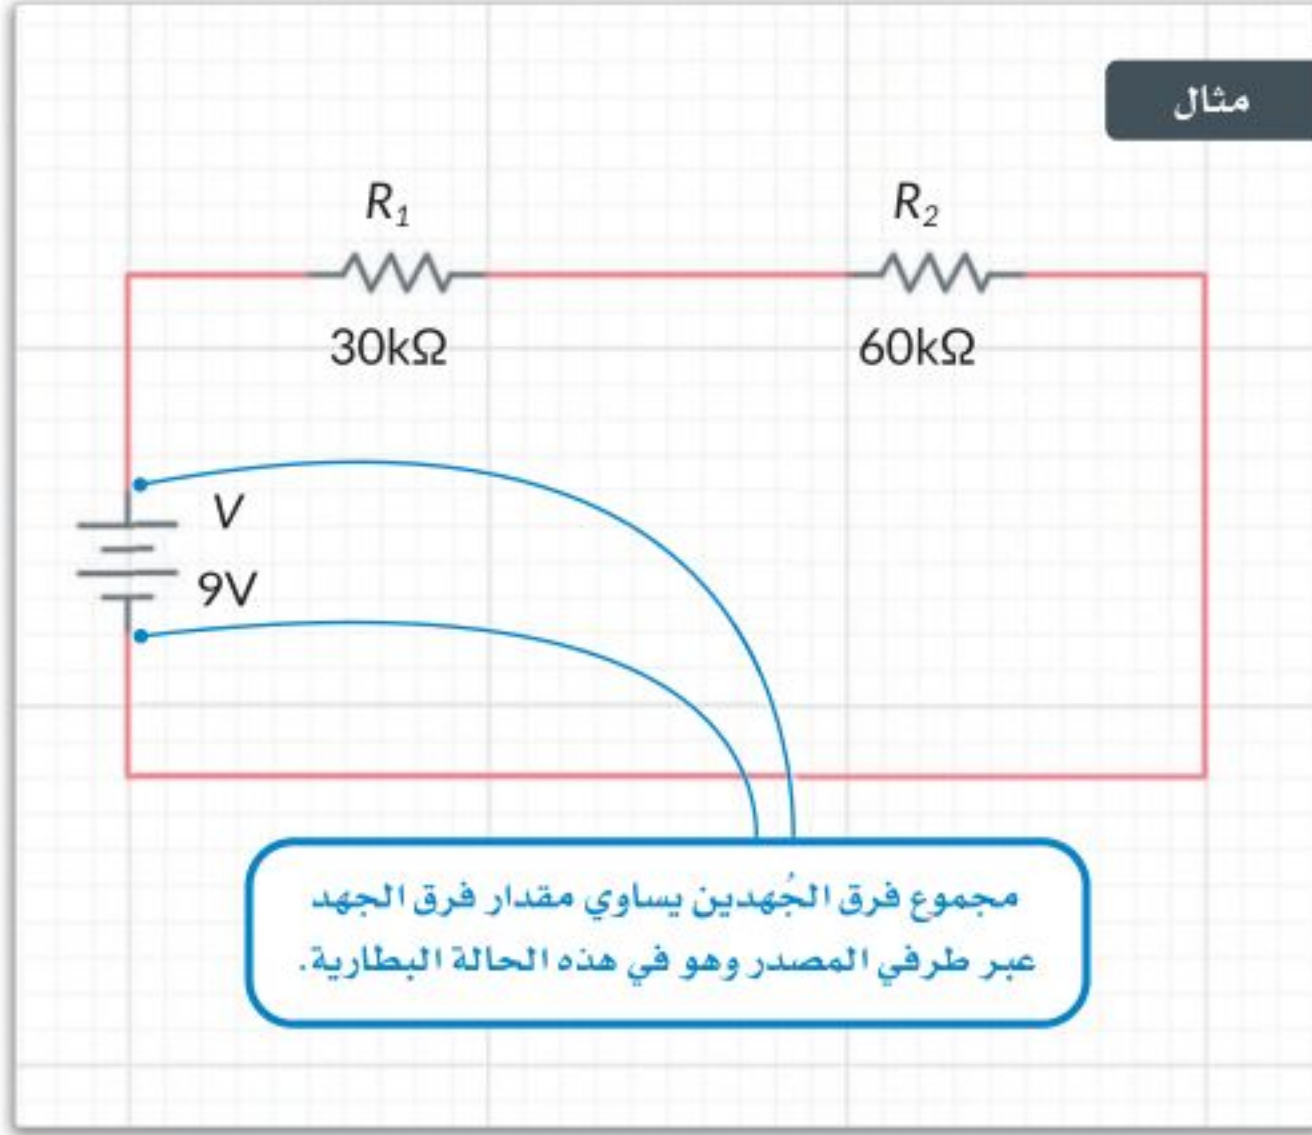 مثال
R₁
R₂
30kΩ
60kΩ
V
9V
مجموع فرق الجُهدين يساوي مقدار فرق الجهد
عبر طرفي المصدر وهو في هذه الحالة البطارية.